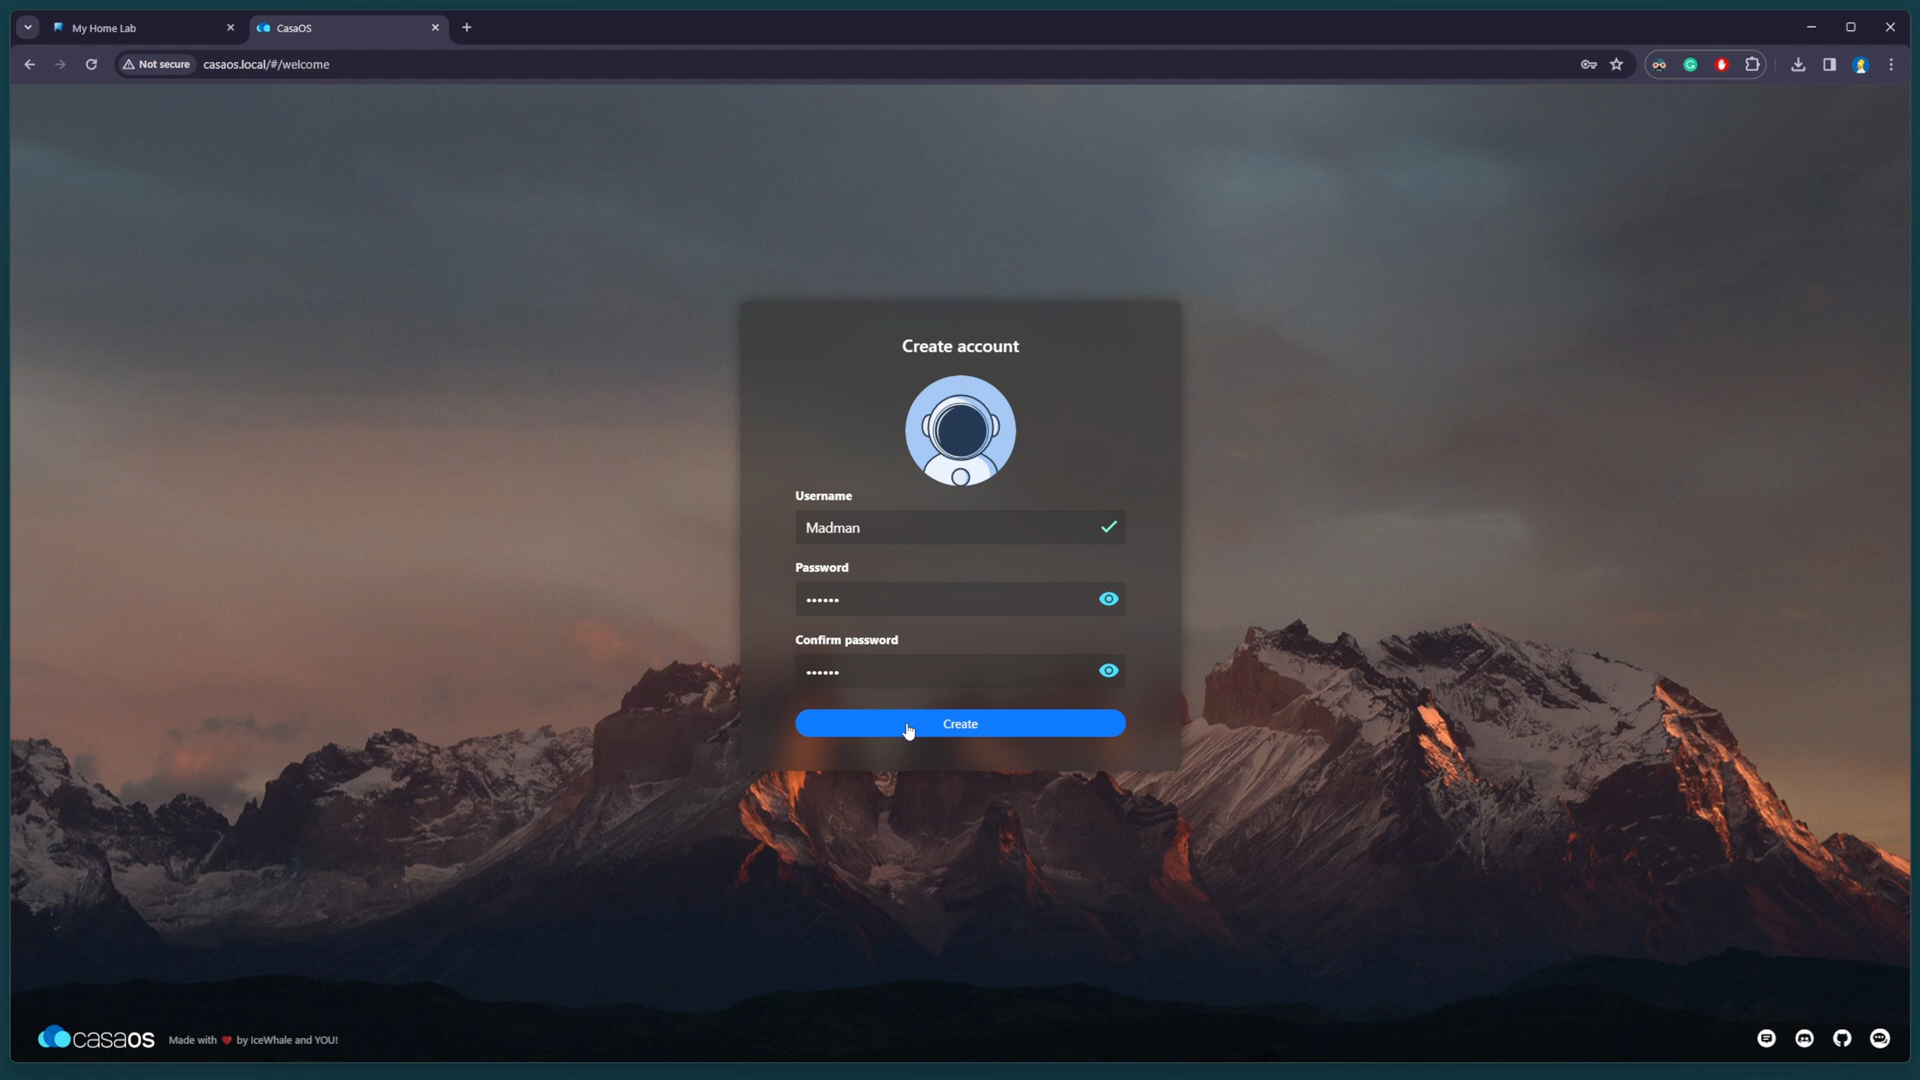 My Home Lab
CasaOS
Not secure
casaos.local/#/welcome
Create account
Username
Madman
Password
••••••
Confirm password
••••••
Create
casaOS
Made with ❤ by IceWhale and YOU!